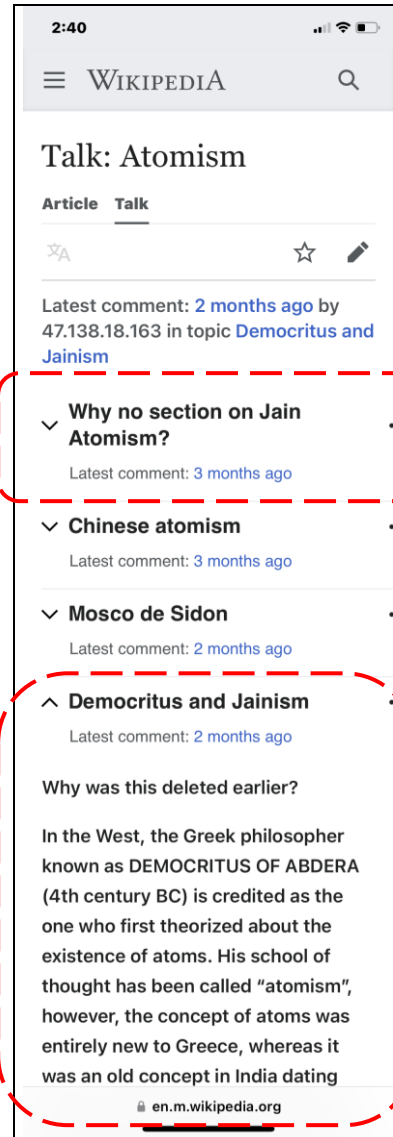 2:40
WIKIPEDIA
Talk: Atomism
Article Talk
Latest comment: 2 months ago by
47.138.18.163 in topic Democritus and
Jainism
Why no section on Jain
Atomism?
Latest comment: 3 months ago
Chinese atomism
Latest comment: 3 months ago
Mosco de Sidon
Latest comment: 2 months ago
Democritus and Jainism
Latest comment: 2 months ago
Why was this deleted earlier?
In the West, the Greek philosopher
known as DEMOCRITUS OF ABDERA
(4th century BC) is credited as the
one who first theorized about the
existence of atoms. His school of
thought has been called “atomism”,
however, the concept of atoms was
entirely new to Greece, whereas it
was an old concept in India dating
en.m.wikipedia.org